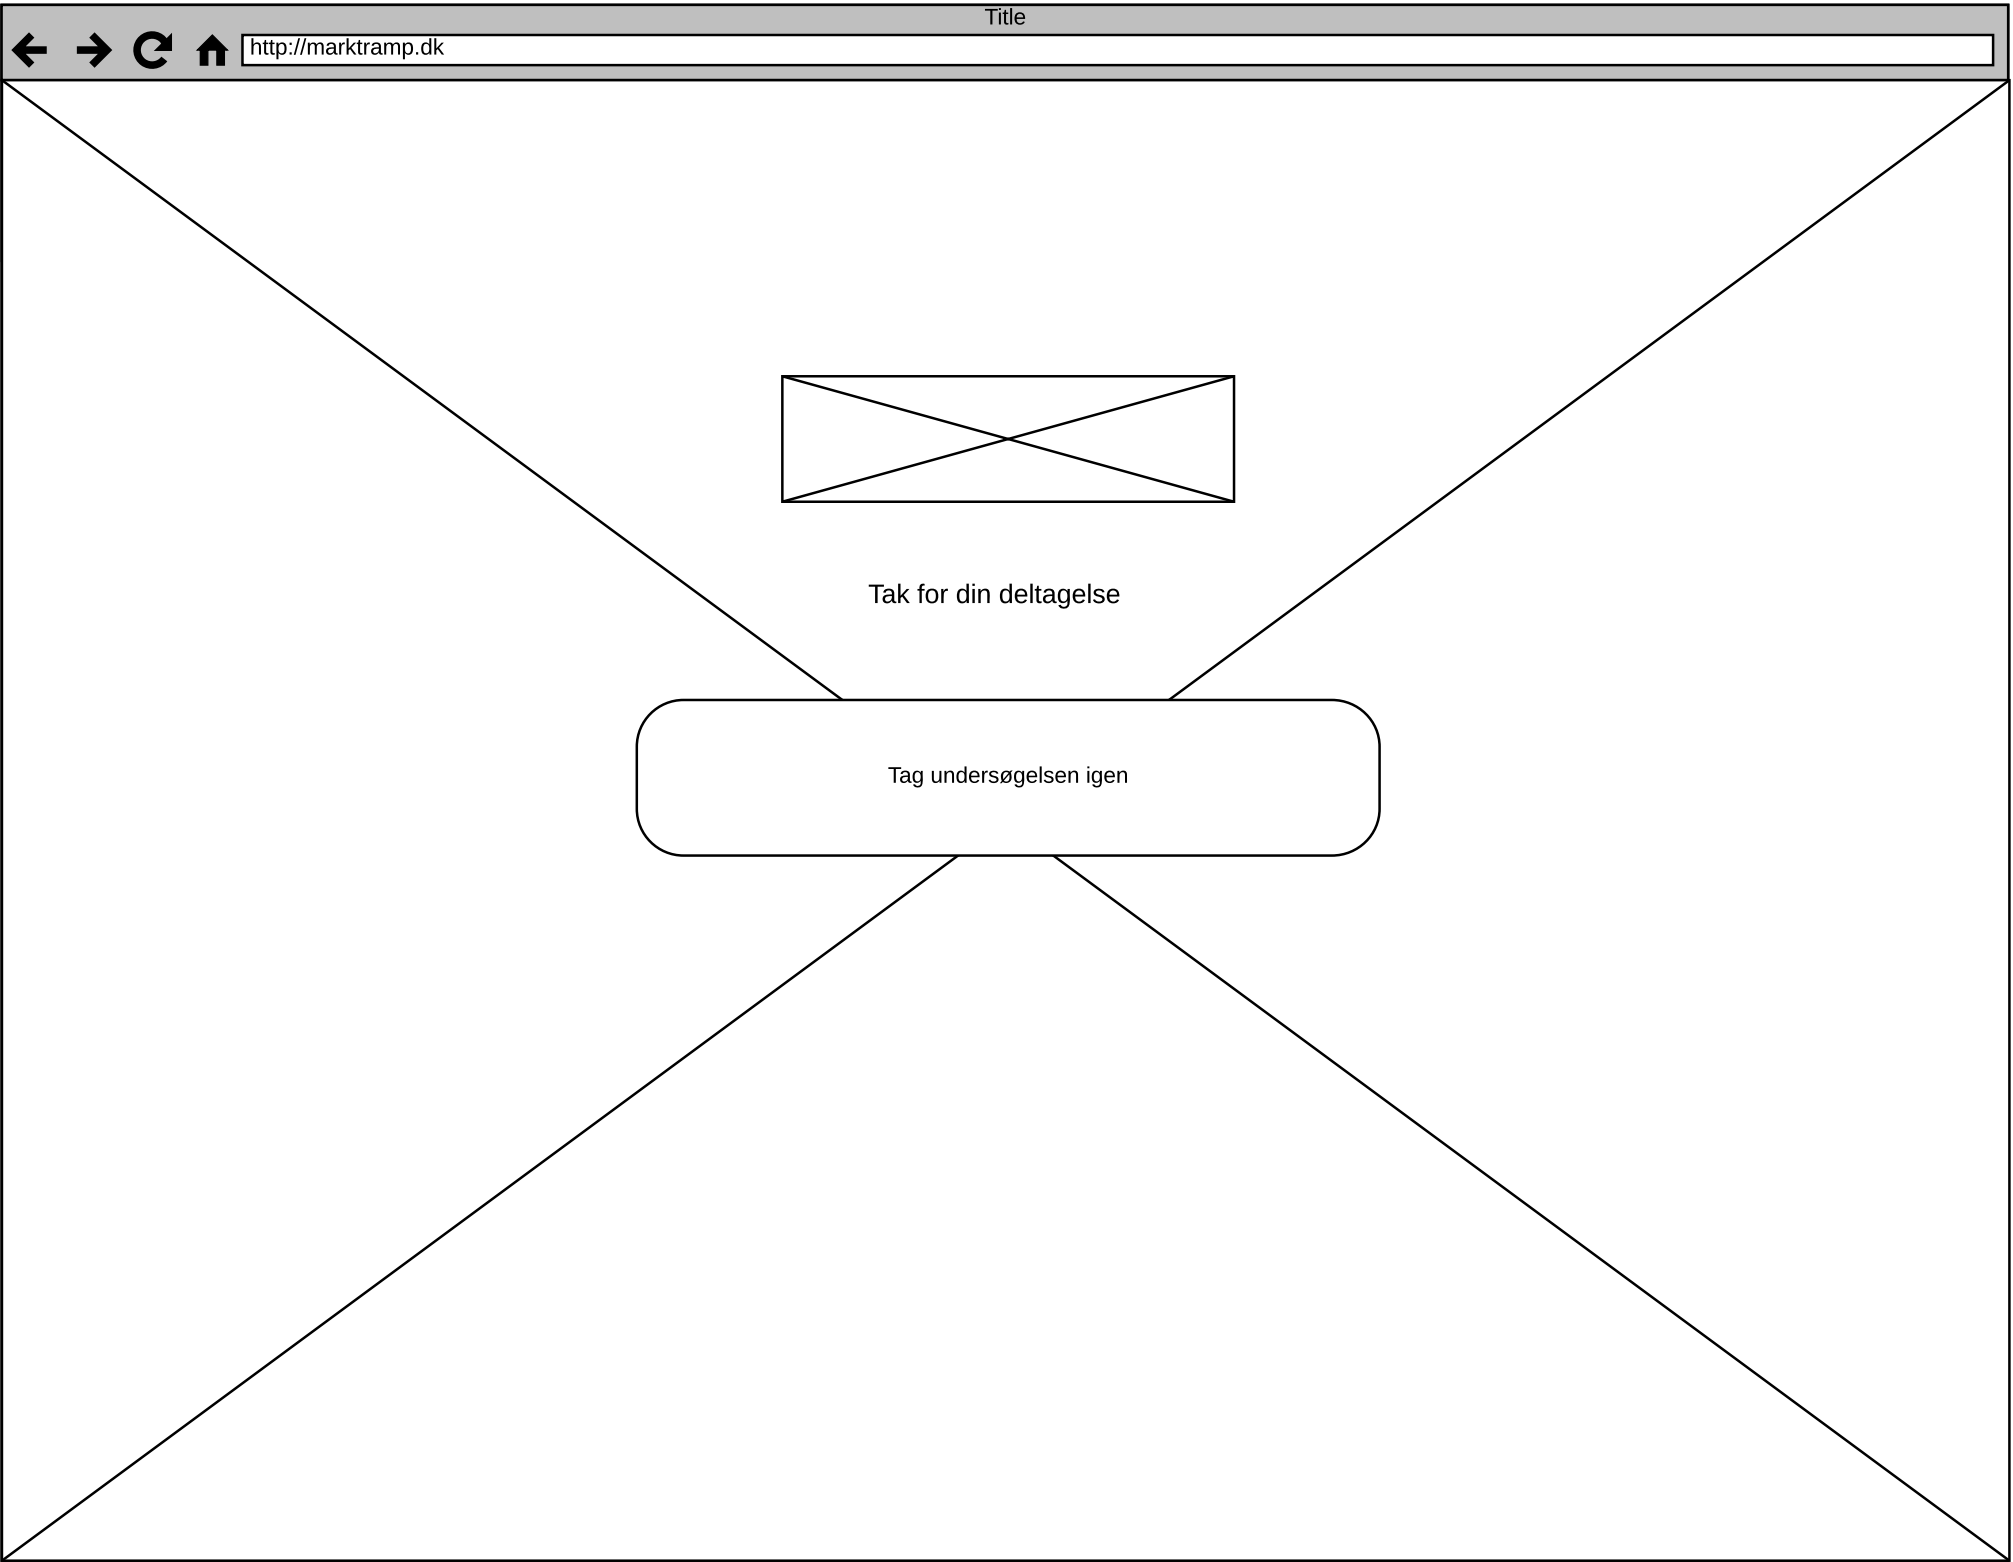 Title
http://marktramp.dk
Tak for din deltagelse
Tag undersøgelsen igen